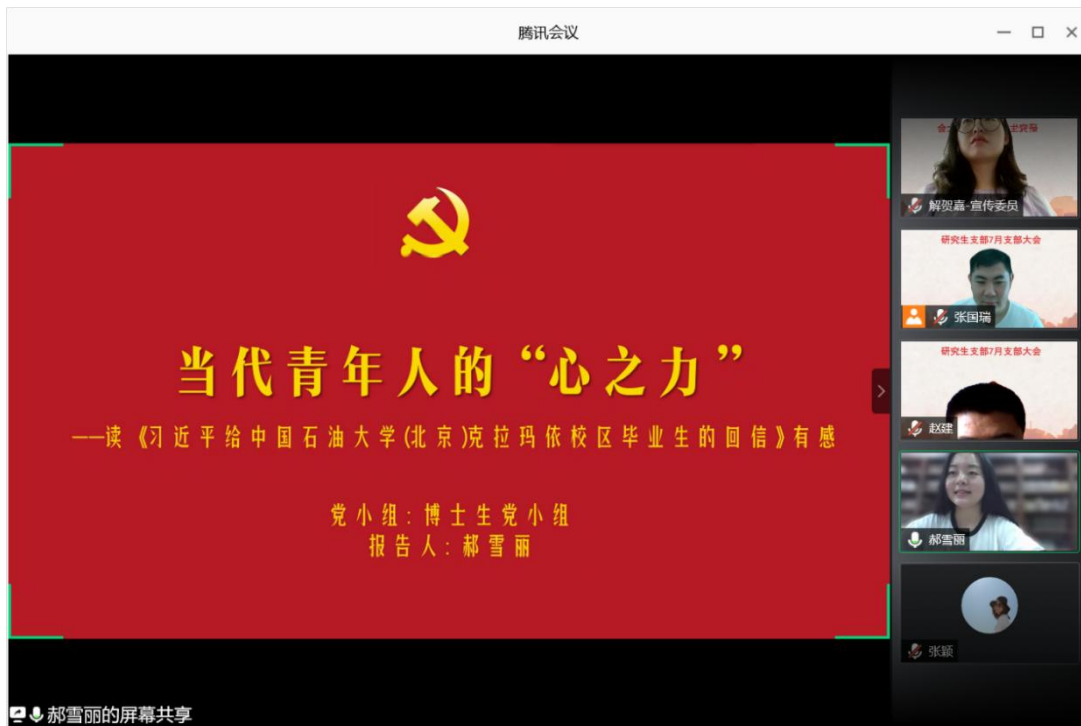 腾讯会议
当代青年人的“心之力”
——读《习近平给中国石油大学(北京)克拉玛依校区毕业生的回信》有感
党小组:博士生党小组
报告人:郝雪丽
解贺嘉-宣传委员
研究生支部7月支部大会
张国瑞
研究生支部7月支部大会
赵建
郝雪丽
张颖
郝雪丽的屏幕共享